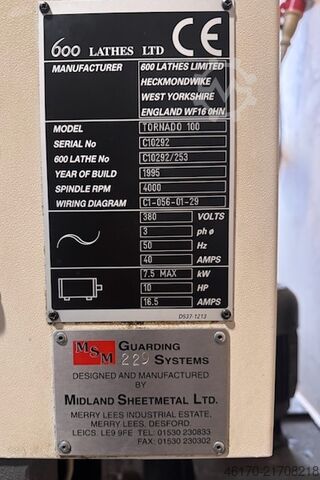 600 LATHES LTD CE
MANUFACTURER 600 LATHES LIMITED
HECKMONDWIKE
WEST YORKSHIRE
ENGLAND WF16 0HN
MODEL TORNADO 100
SERIAL No C10292
600 LATHE No C10292/253
YEAR OF BUILD 1995
SPINDLE RPM 4000
WIRING DIAGRAM C1-056-01-29
380 VOLTS
3 ph ø
50 Hz
40 AMPS
7.5 MAX kW
10 HP
16.5 AMPS
D537-1213
MSM GUARDING
229 SYSTEMS
DESIGNED AND MANUFACTURED
BY
MIDLAND SHEETMETAL LTD.
MERRY LEES INDUSTRIAL ESTATE,
MERRY LEES, DESFORD,
LEICS. LE9 9FE TEL: 01530 230833
FAX: 01530 230302
46170-21708218